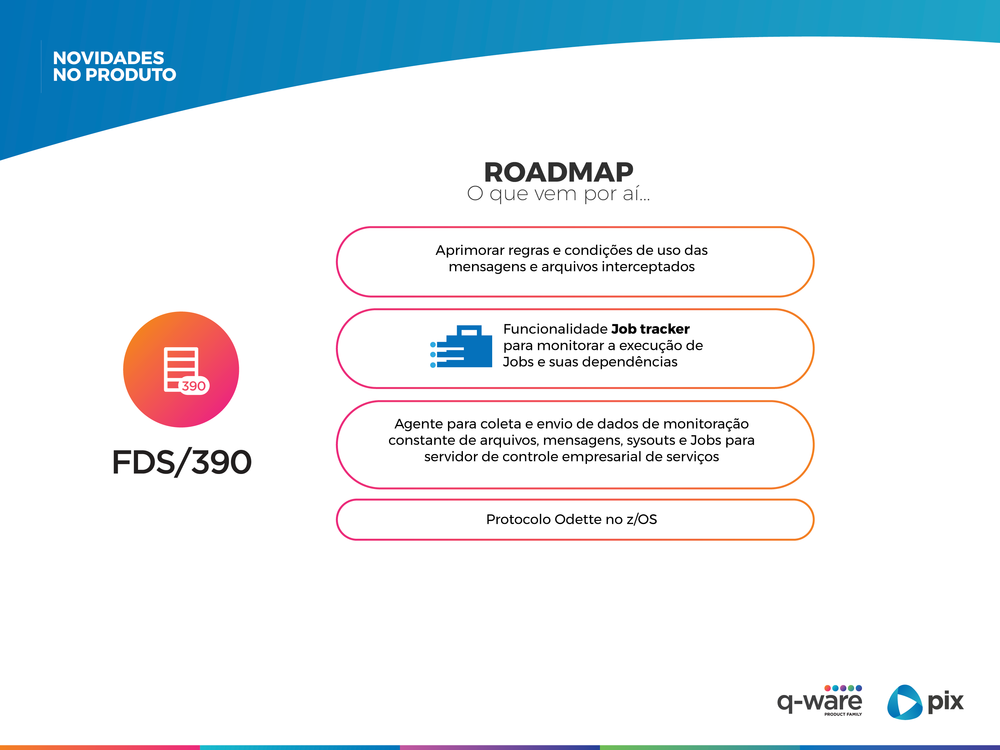 NOVIDADES
NO PRODUTO
ROADMAP
O que vem por aí...
Aprimorar regras e condições de uso das
mensagens e arquivos interceptados
Funcionalidade Job tracker
para monitorar a execução de
Jobs e suas dependências
390
FDS/390
Agente para coleta e envio de dados de monitoração
constante de arquivos, mensagens, sysouts e Jobs para
servidor de controle empresarial de serviços
Protocolo Odette no z/OS
q-ware
PRODUCT FAMILY
pix